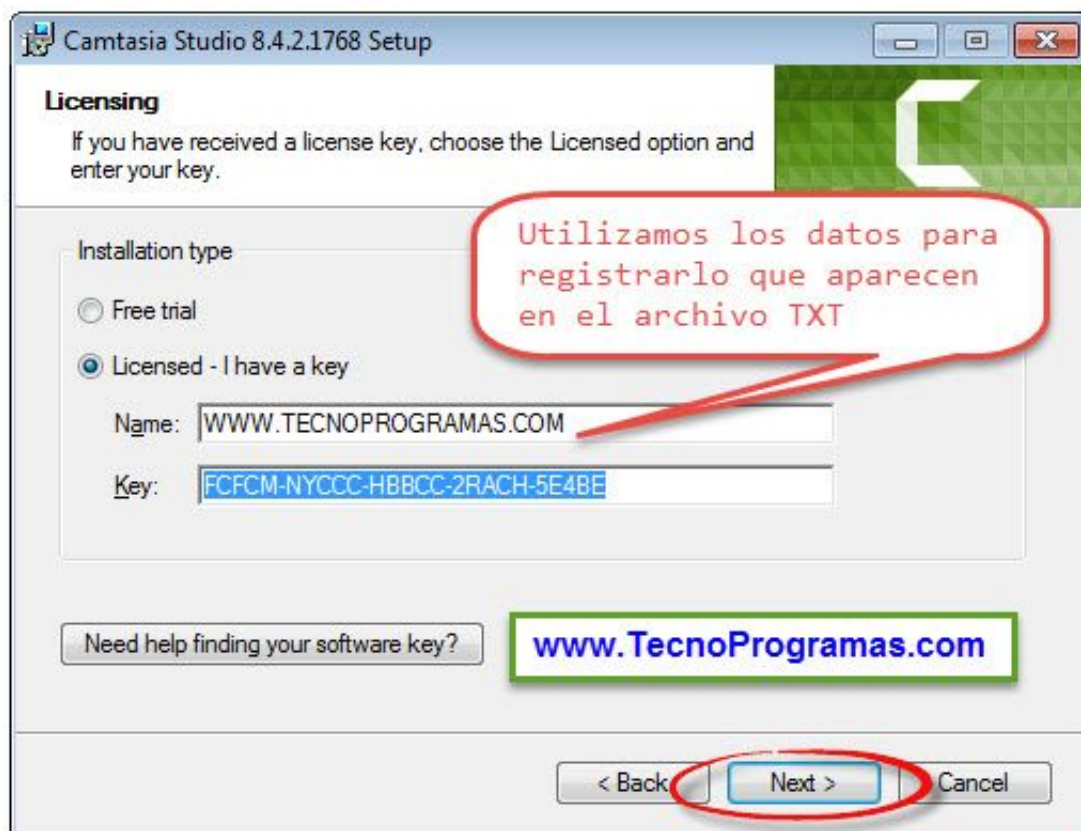 Camtasia Studio 8.4.2.1768 Setup
Licensing
If you have received a license key, choose the Licensed option and
enter your key.
Utilizamos los datos para
registrarlo que aparecen
en el archivo TXT
Installation type
Free trial
Licensed - I have a key
Name: WWW.TECNOPROGRAMAS.COM
Key: FCFCM-NYCCC-HBBCC-2RACH-5E4BE
Need help finding your software key?
www.TecnoProgramas.com
< Back
Next >
Cancel